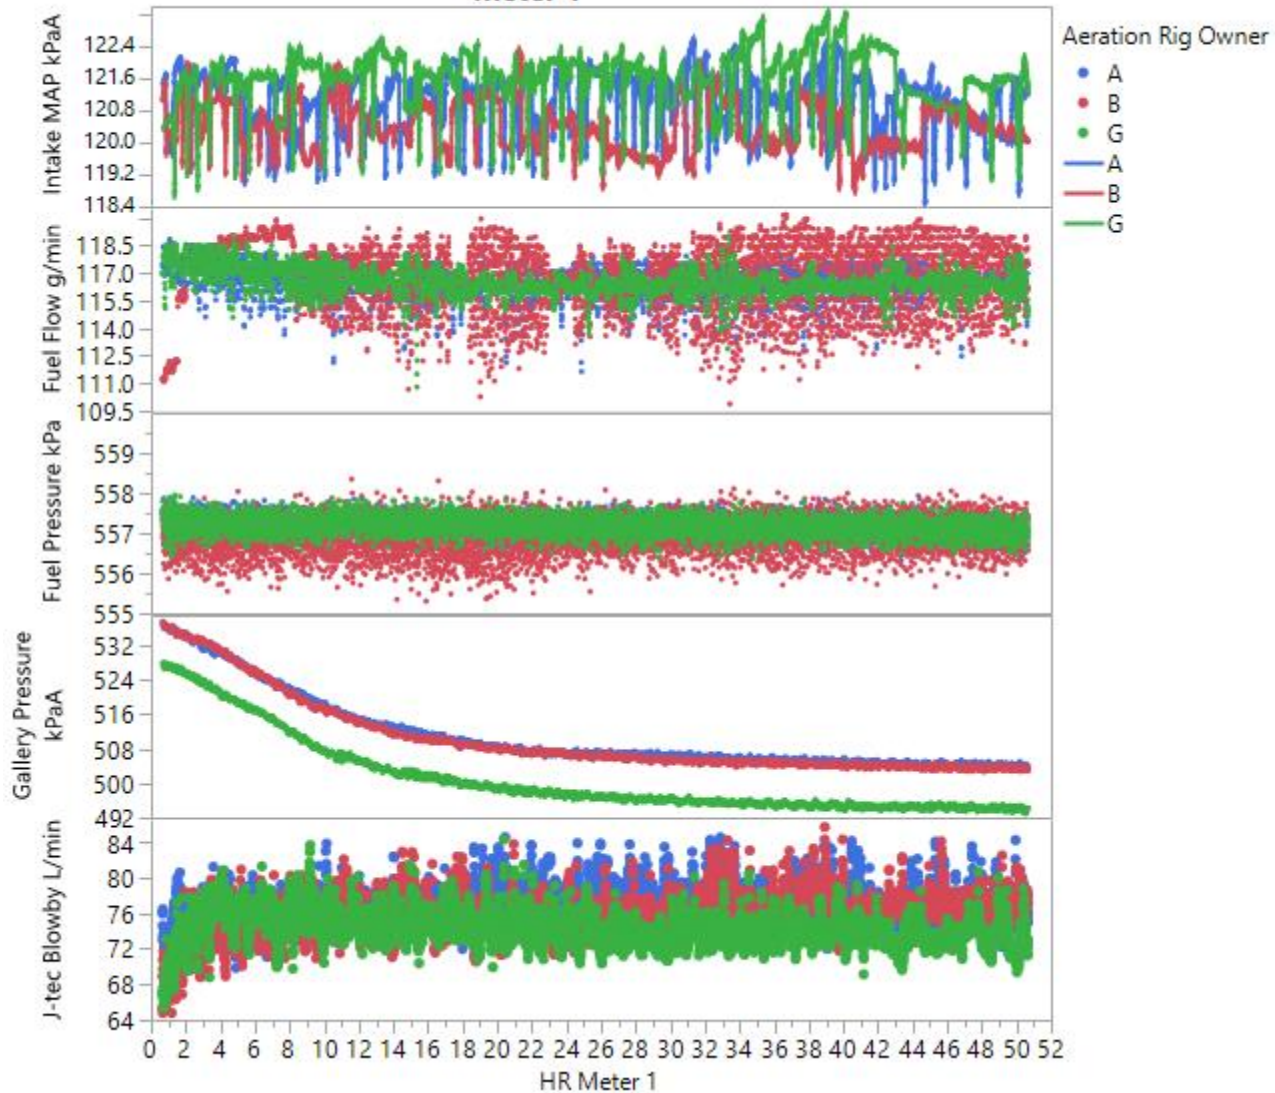 Intake MAP kPaA
122.4
121.6
120.8
120.0
119.2
118.4
Fuel Flow g/min
118.5
117.0
115.5
114.0
112.5
111.0
109.5
Fuel Pressure kPa
559
558
557
556
555
Gallery Pressure
kPaA
532
524
516
508
500
492
J-tec Blowby L/min
84
80
76
72
68
64
0 2 4 6 8 10 12 14 16 18 20 22 24 26 28 30 32 34 36 38 40 42 44 46 48 50 52
HR Meter 1
Aeration Rig Owner
A
B
G
A
B
G